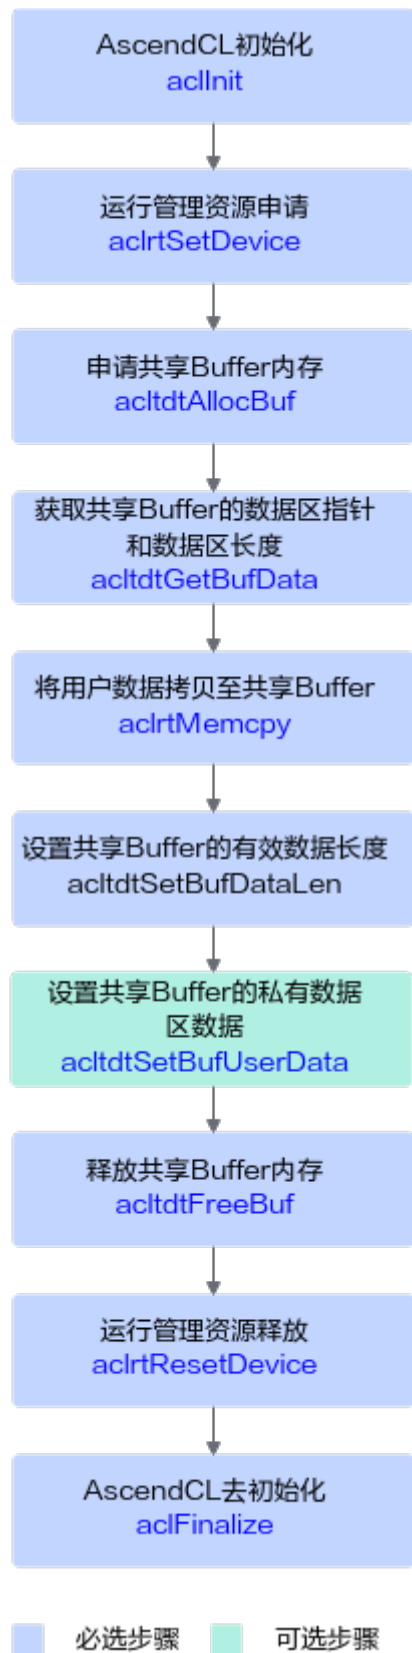 AscendCL初始化
aclInit
运行管理资源申请
aclrtSetDevice
申请共享Buffer内存
acltdtAllocBuf
获取共享Buffer的数据区指针
和数据区长度
acltdtGetBufData
将用户数据拷贝至共享Buffer
aclrtMemcpy
设置共享Buffer的有效数据长度
acltdtSetBufDataLen
设置共享Buffer的私有数据
区数据
acltdtSetBufUserData
释放共享Buffer内存
acltdtFreeBuf
运行管理资源释放
aclrtResetDevice
AscendCL去初始化
aclFinalize
必选步骤 可选步骤